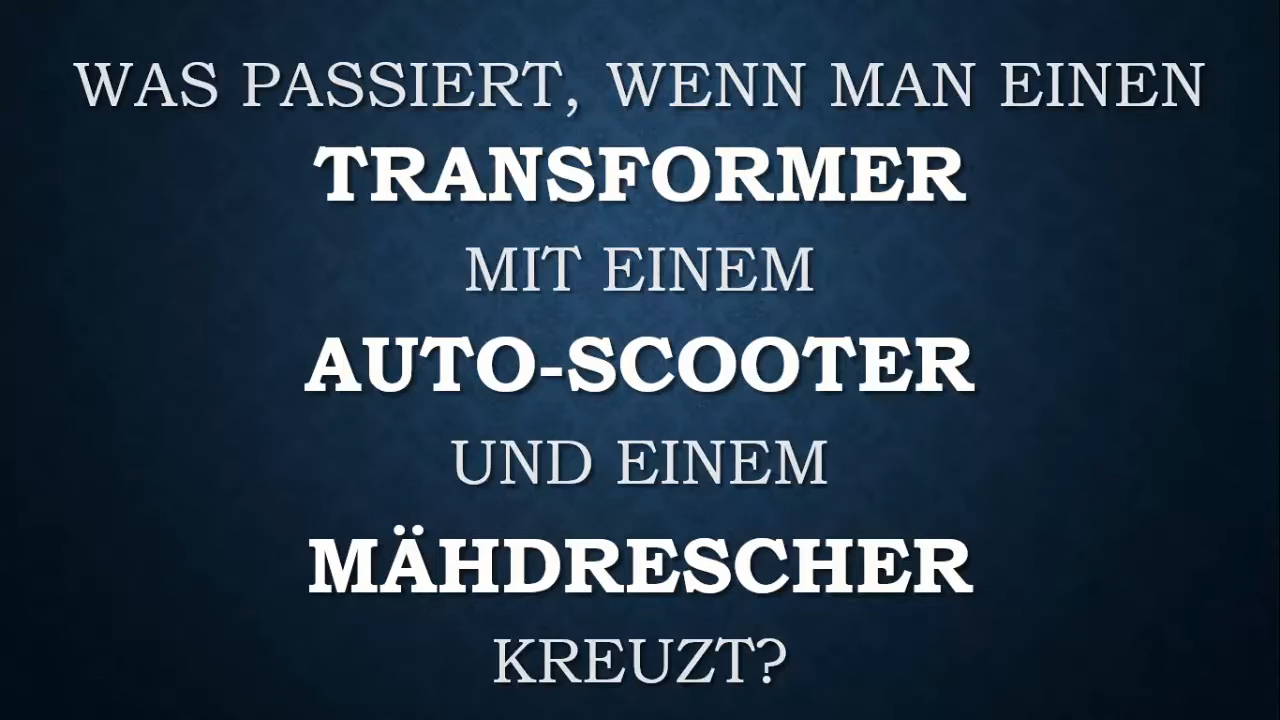 WAS PASSIERT, WENN MAN EINEN
TRANSFORMER
MIT EINEM
AUTO-SCOOTER
UND EINEM
MÄHDRESCHER
KREUZT?